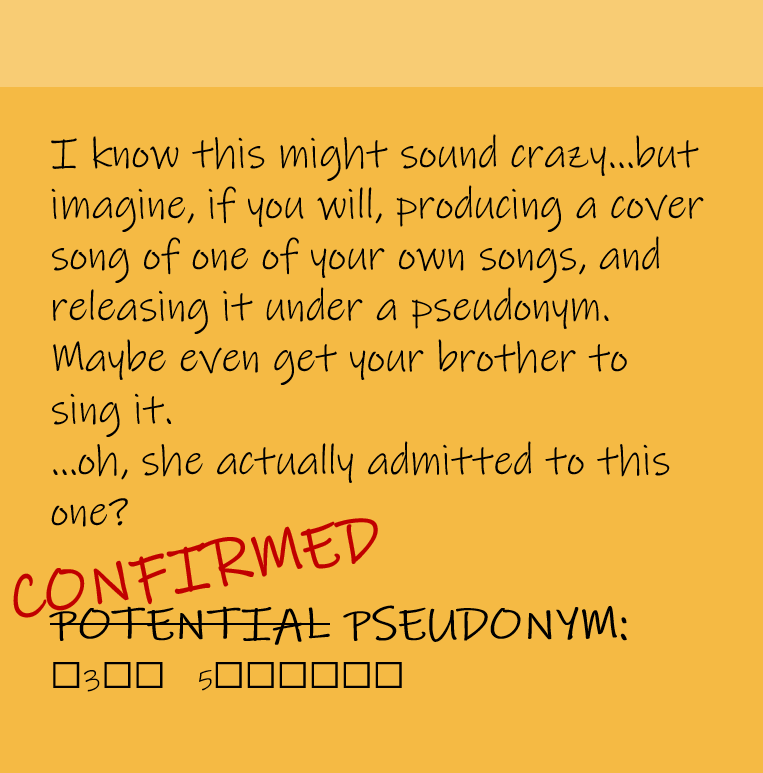 I know this might sound crazy...but
imagine, if you will, producing a cover
song of one of your own songs, and
releasing it under a pseudonym.
Maybe even get your brother to
sing it.
...oh, she actually admitted to this
one?
CONFIRMED
POTENTIAL PSEUDONYM:
□3□□ 5□□□□□□